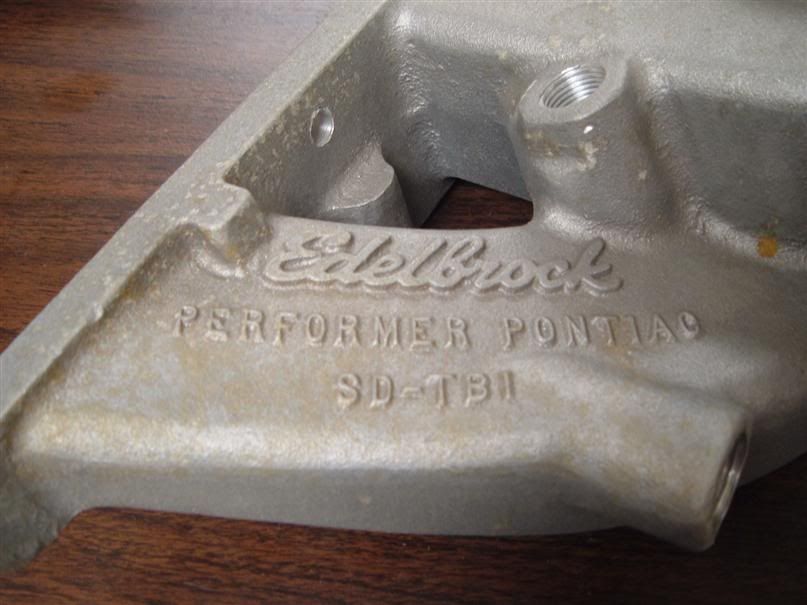 Edelbrock
PERFORMER PONTIAC
SD-TBI